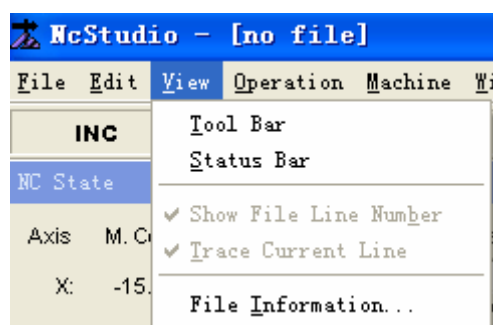 NcStudio - [no file]
File Edit View Operation Machine
INC
Tool Bar
Status Bar
NC State
Show File Line Number
Axis
Trace Current Line
X: -15.
File Information...